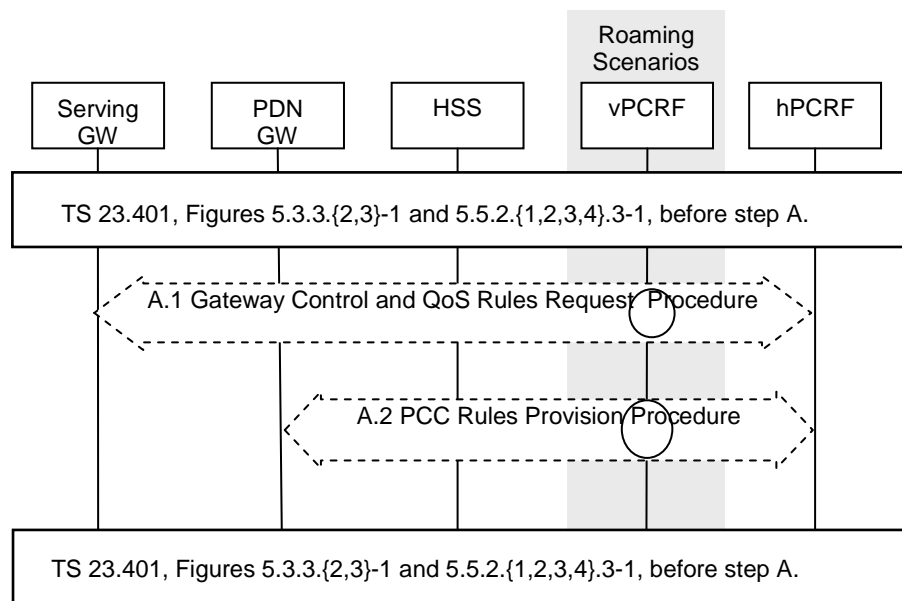 Roaming
Scenarios
Serving
GW
PDN
GW
HSS
vPCRF
hPCRF
TS 23.401, Figures 5.3.3.{2,3}-1 and 5.5.2.{1,2,3,4}.3-1, before step A.
A.1 Gateway Control and QoS Rules Request Procedure
A.2 PCC Rules Provision Procedure
TS 23.401, Figures 5.3.3.{2,3}-1 and 5.5.2.{1,2,3,4}.3-1, before step A.